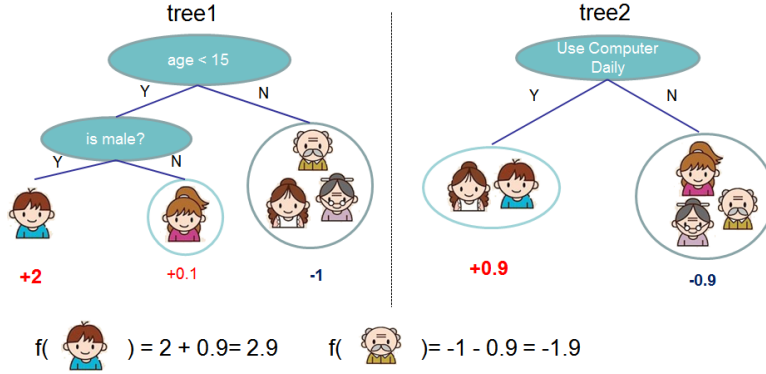 tree1
tree2
age < 15
Use Computer
Daily
Y
N
Y
N
is male?
Y
N
+2
+0.1
-1
+0.9
-0.9
f( ) = 2 + 0.9= 2.9
f( )= -1 - 0.9 = -1.9